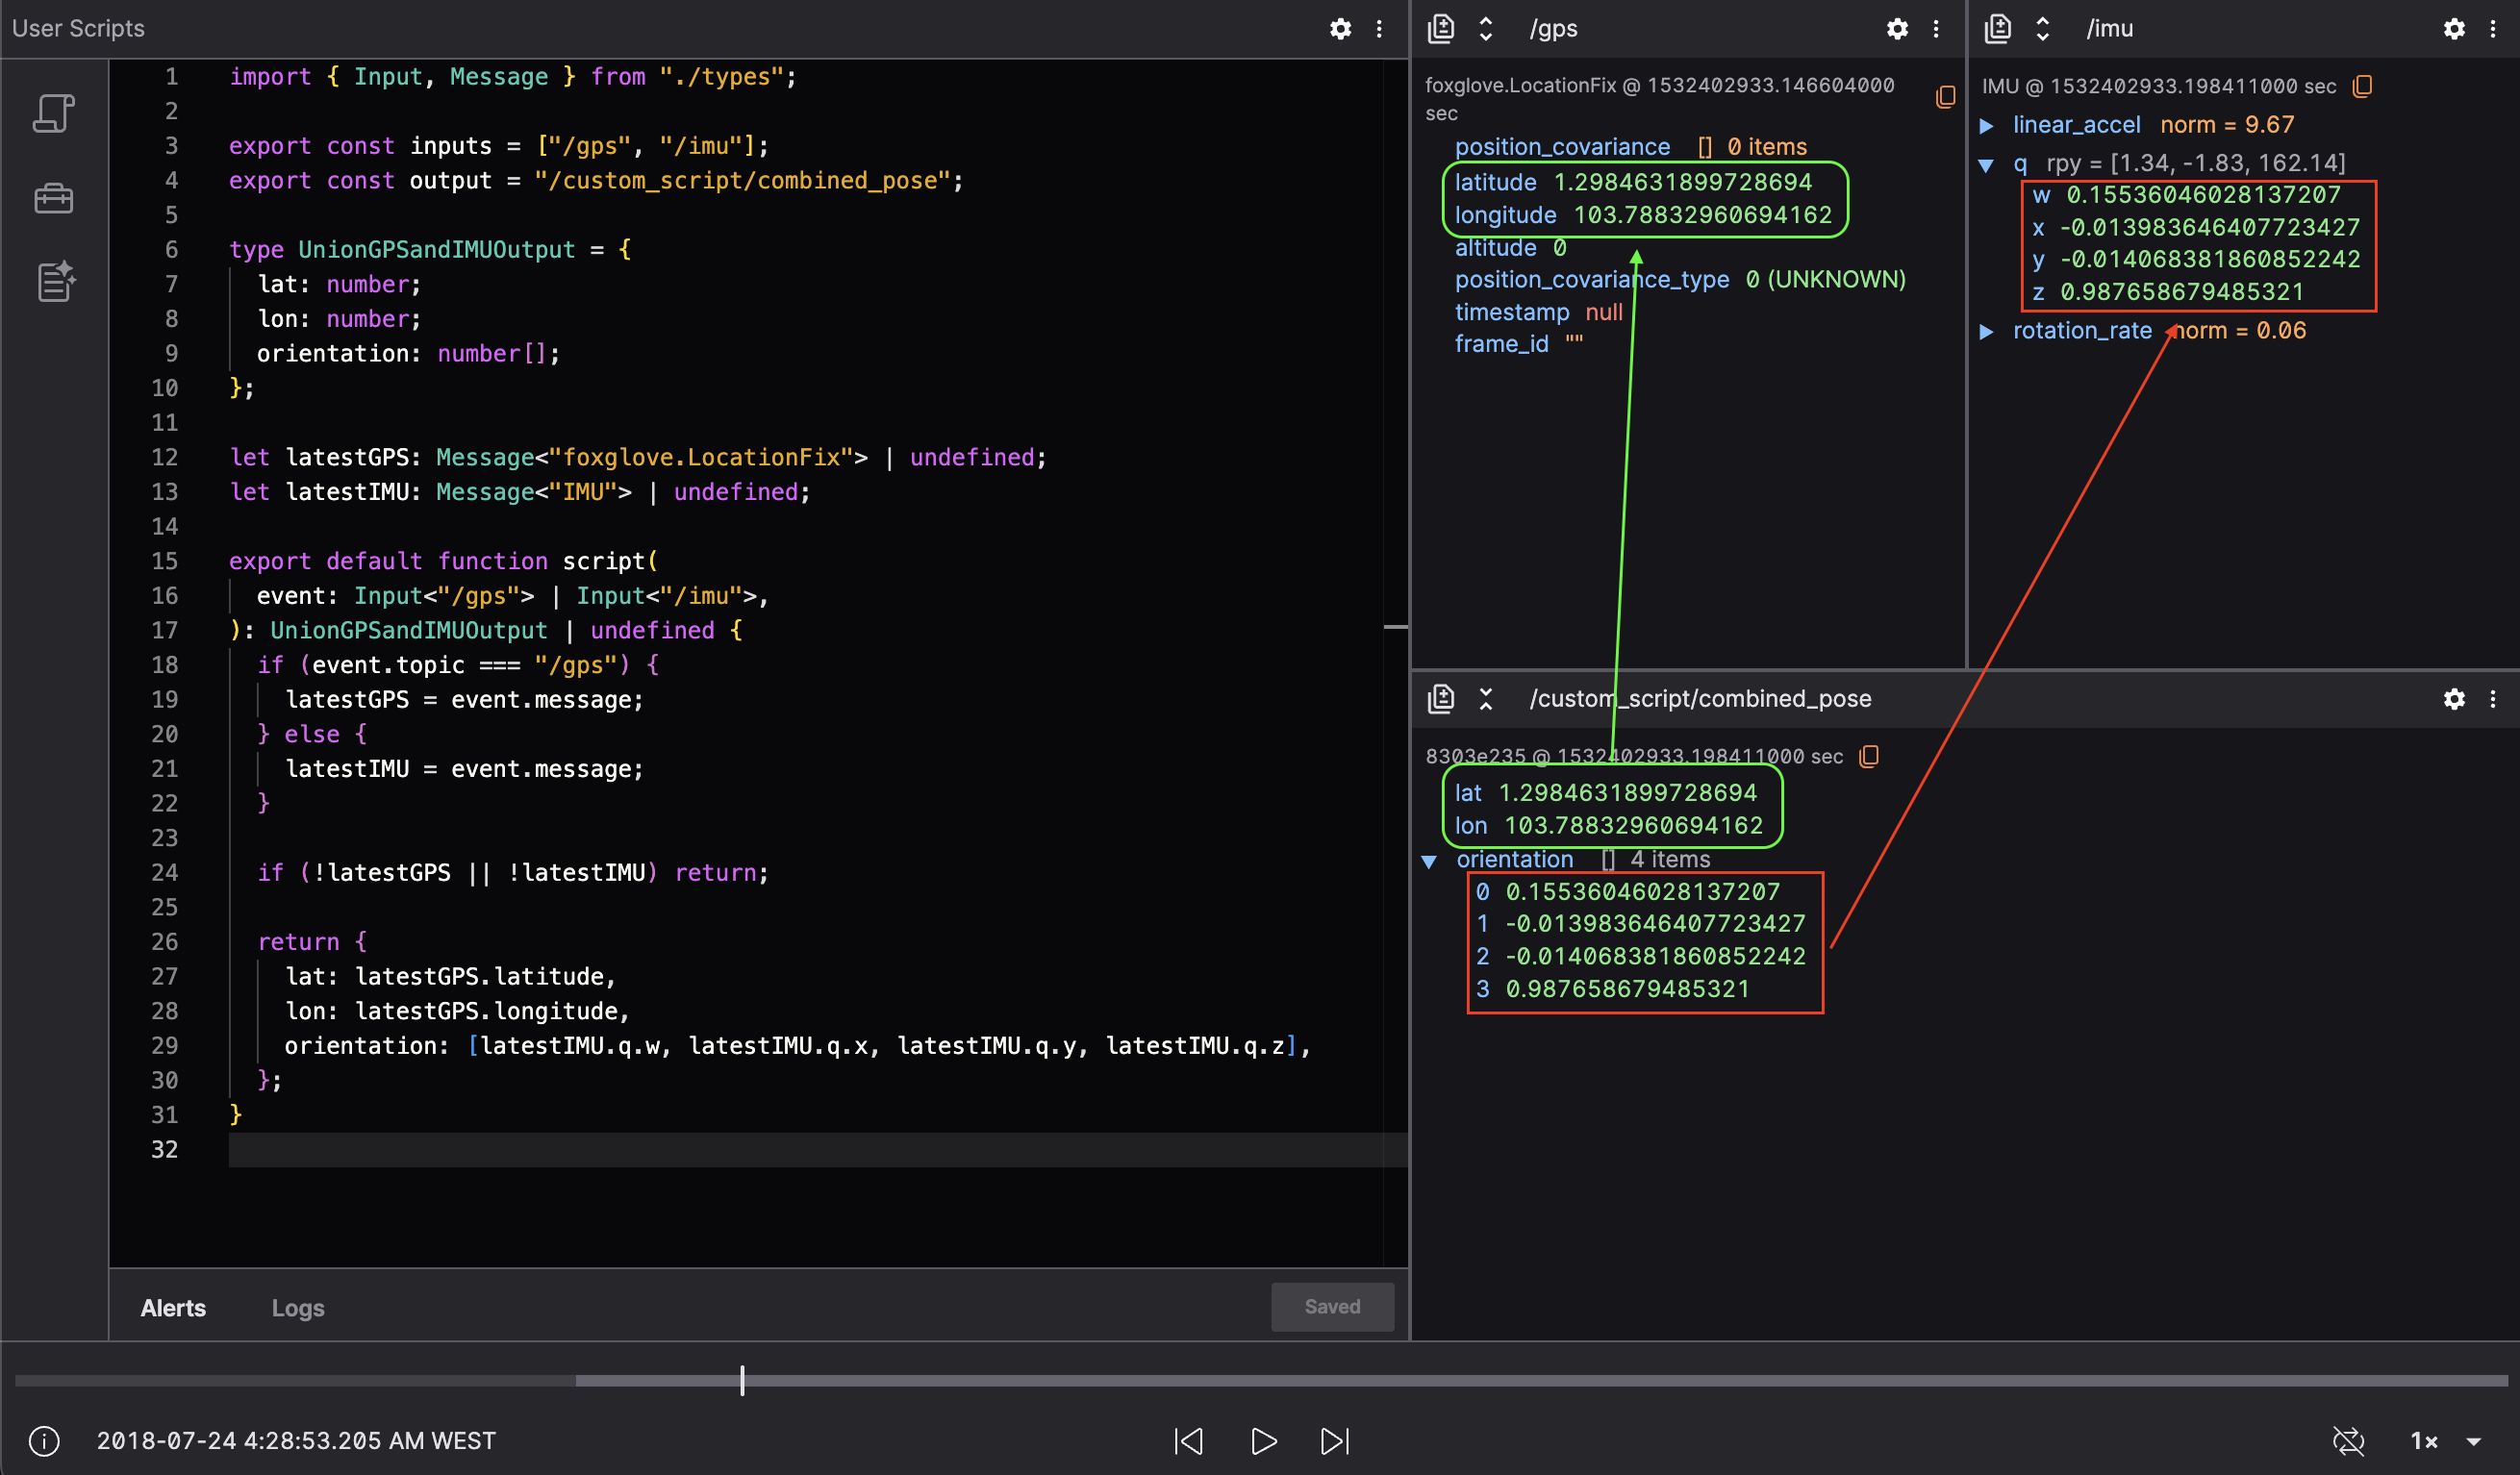 User Scripts
1 import { Input, Message } from "./types";
2
3 export const inputs = ["/gps", "/imu"];
4 export const output = "/custom_script/combined_pose";
5
6 type UnionGPSandIMUOutput = {
7 lat: number;
8 lon: number;
9 orientation: number[];
10 };
11
12 let latestGPS: Message<"foxglove.LocationFix"> | undefined;
13 let latestIMU: Message<"IMU"> | undefined;
14
15 export default function script(
16 event: Input<"/gps"> | Input<"/imu">,
17 ): UnionGPSandIMUOutput | undefined {
18 if (event.topic === "/gps") {
19 latestGPS = event.message;
20 } else {
21 latestIMU = event.message;
22 }
23
24 if (!latestGPS || !latestIMU) return;
25
26 return {
27 lat: latestGPS.latitude,
28 lon: latestGPS.longitude,
29 orientation: [latestIMU.q.w, latestIMU.q.x, latestIMU.q.y, latestIMU.q.z],
30 };
31 }
32
Alerts Logs Saved
/gps
foxglove.LocationFix @ 1532402933.146604000
sec
position_covariance [] 0 items
latitude 1.2984631899728694
longitude 103.78832960694162
altitude 0
position_covariance_type 0 (UNKNOWN)
timestamp null
frame_id ""
/imu
IMU @ 1532402933.198411000 sec
linear_accel norm = 9.67
q rpy = [1.34, -1.83, 162.14]
w 0.15536046028137207
x -0.013983646407723427
y -0.014068381860852242
z 0.987658679485321
rotation_rate norm = 0.06
/custom_script/combined_pose
8303e235 @ 1532402933.198411000 sec
lat 1.2984631899728694
lon 103.78832960694162
orientation [] 4 items
0 0.15536046028137207
1 -0.013983646407723427
2 -0.014068381860852242
3 0.987658679485321
2018-07-24 4:28:53.205 AM WEST
1×